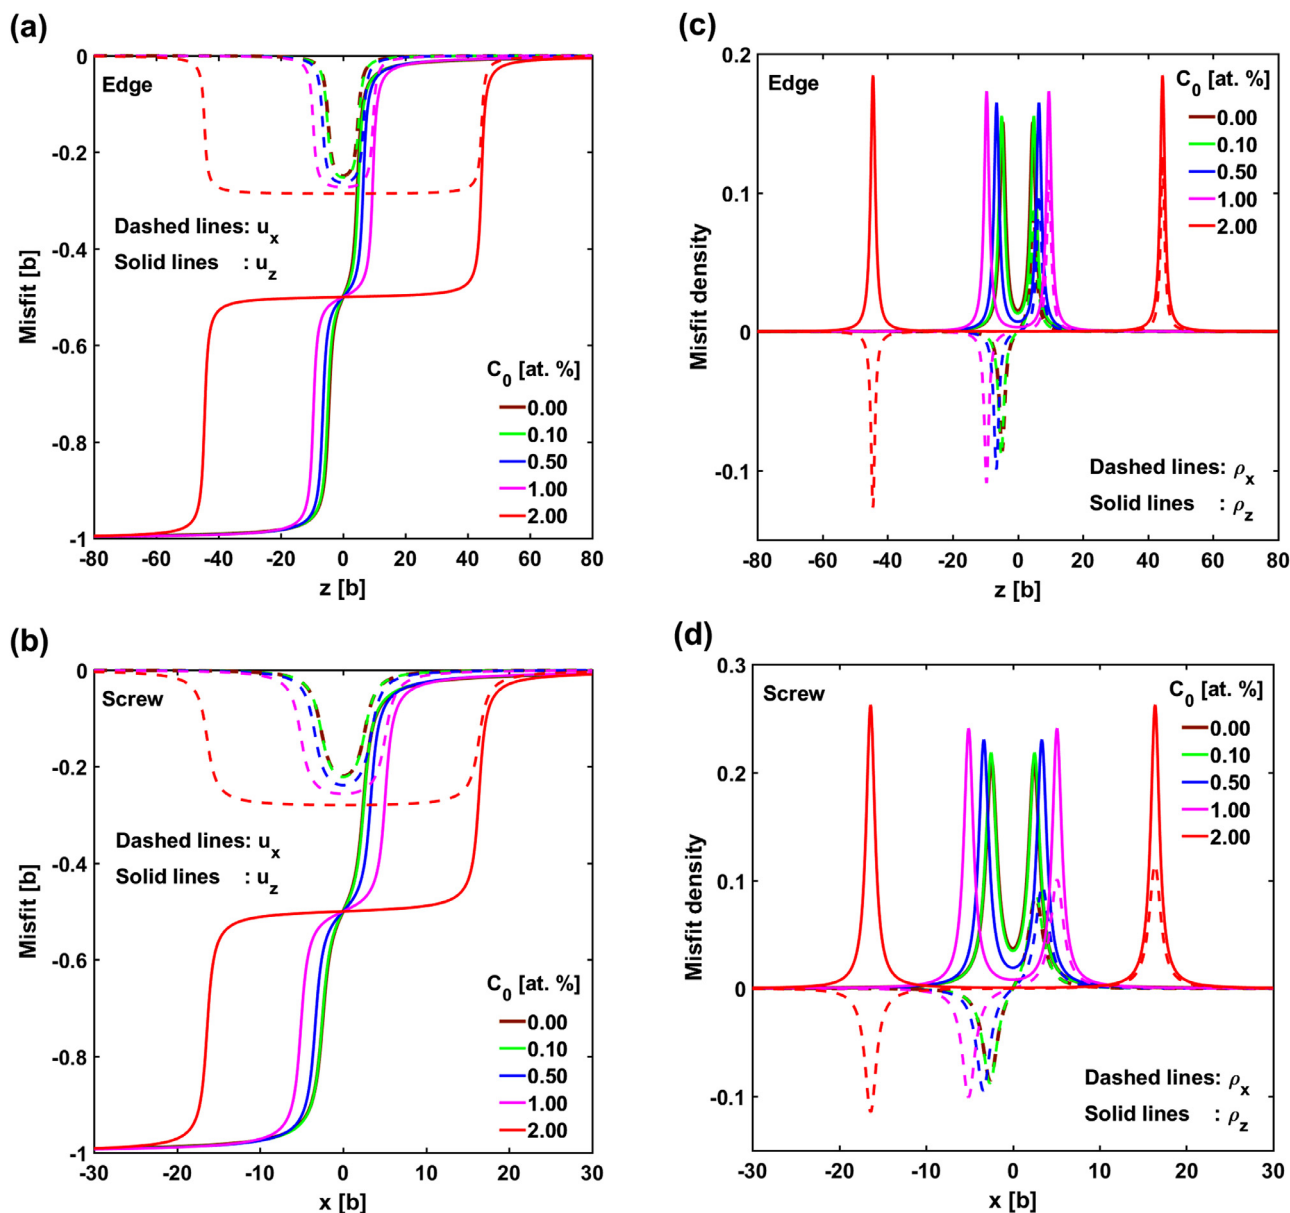 (a)
0
-0.2
-0.4
-0.6
-0.8
-1
Misfit [b]
Edge
Dashed lines: u_x
Solid lines : u_z
C_0 [at. %]
0.00
0.10
0.50
1.00
2.00
-80 -60 -40 -20 0 20 40 60 80
z [b]
(c)
0.2
0.1
0
-0.1
Misfit density
Edge
C_0 [at. %]
0.00
0.10
0.50
1.00
2.00
Dashed lines: ρ_x
Solid lines : ρ_z
-80 -60 -40 -20 0 20 40 60 80
z [b]
(b)
0
-0.2
-0.4
-0.6
-0.8
-1
Misfit [b]
Screw
Dashed lines: u_x
Solid lines : u_z
C_0 [at. %]
0.00
0.10
0.50
1.00
2.00
-30 -20 -10 0 10 20 30
x [b]
(d)
0.3
0.2
0.1
0
-0.1
Misfit density
Screw
C_0 [at. %]
0.00
0.10
0.50
1.00
2.00
Dashed lines: ρ_x
Solid lines : ρ_z
-30 -20 -10 0 10 20 30
x [b]